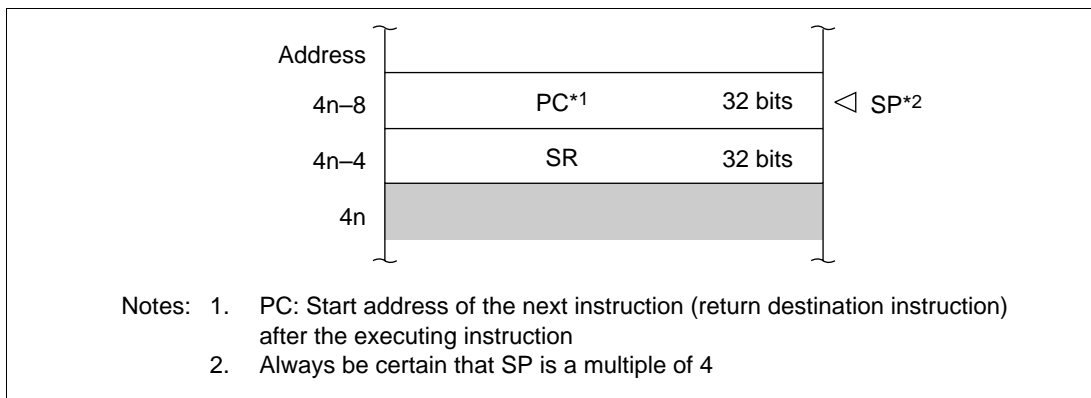 Address
4n–8 PC*1 32 bits SP*2
4n–4 SR 32 bits
4n
Notes: 1. PC: Start address of the next instruction (return destination instruction)
after the executing instruction
2. Always be certain that SP is a multiple of 4